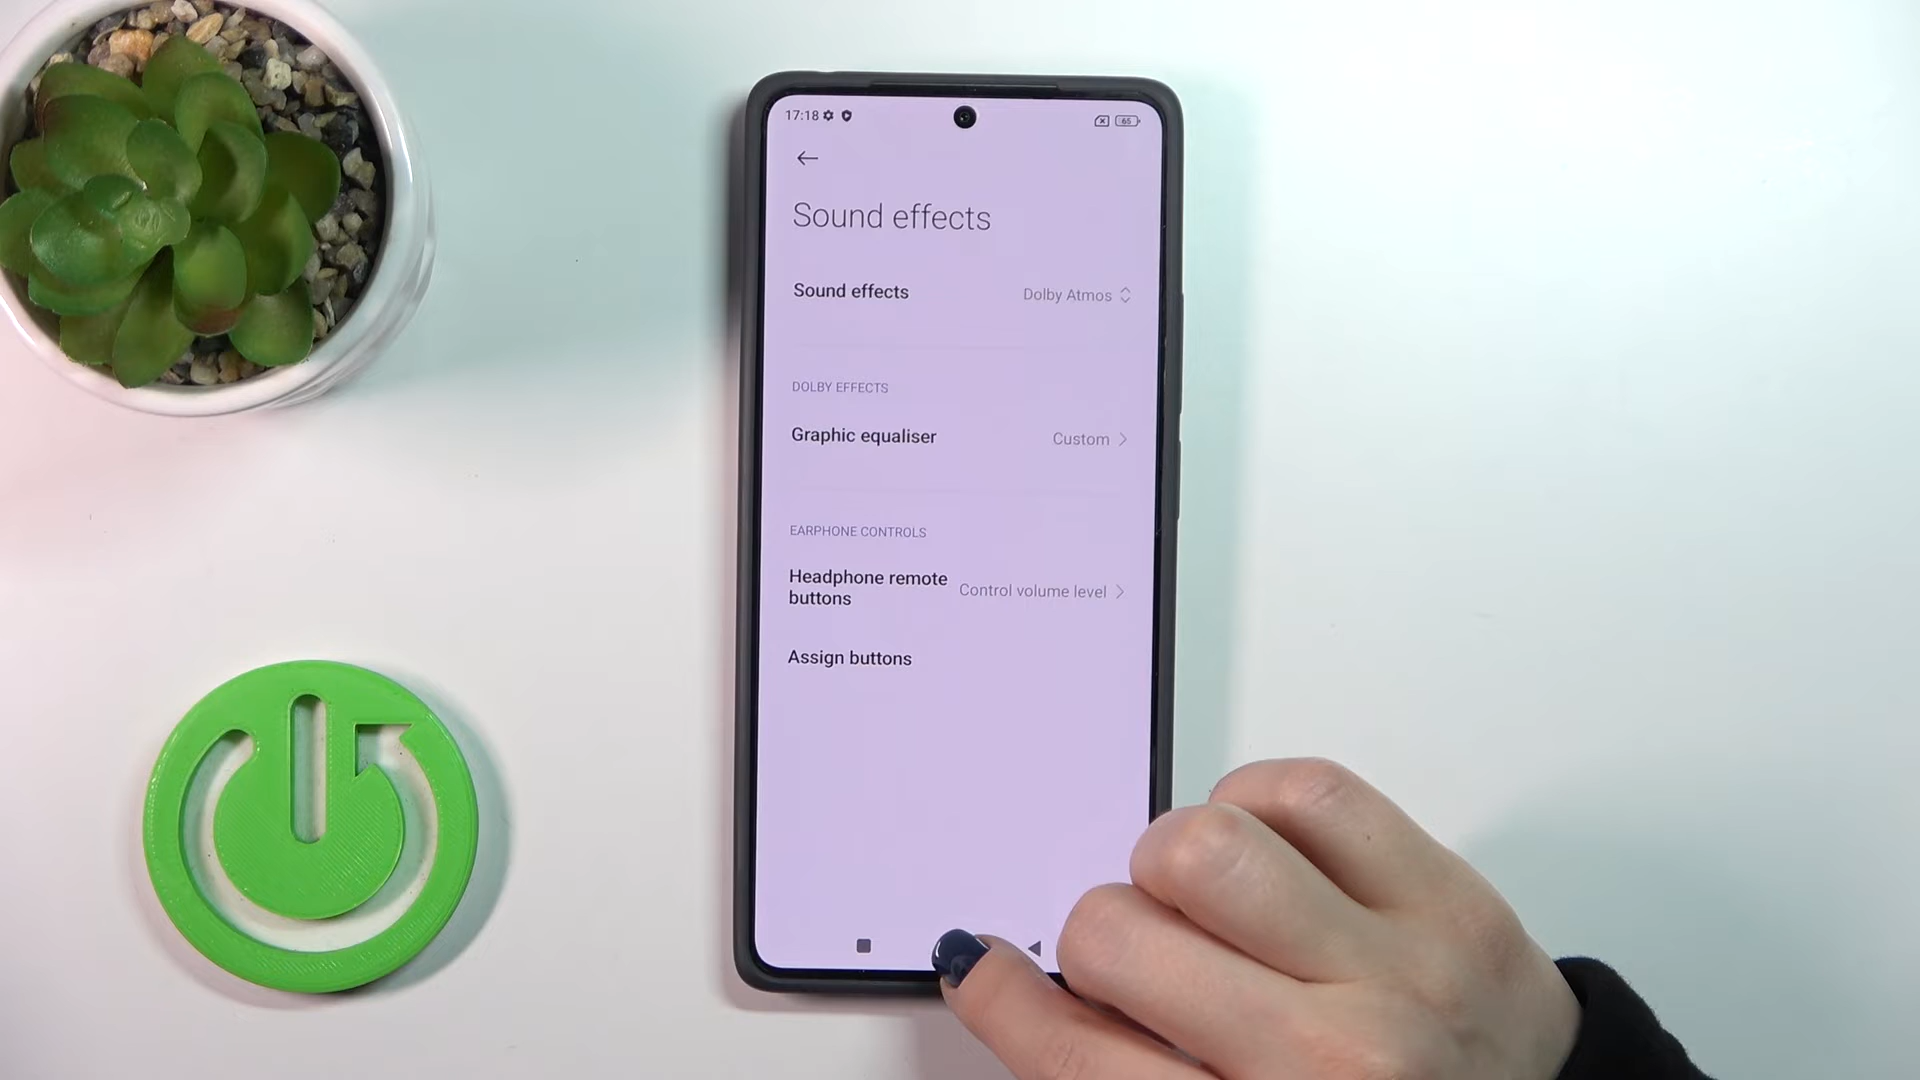 17:18
65
Sound effects
Sound effects Dolby Atmos
DOLBY EFFECTS
Graphic equaliser Custom
EARPHONE CONTROLS
Headphone remote buttons Control volume level
Assign buttons